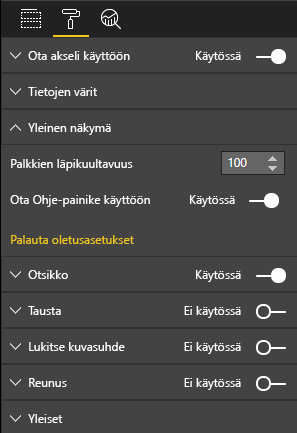 Ota akseli käyttöön Käytössä
Tietojen värit
Yleinen näkymä
Palkkien läpikuultavuus 100
Ota Ohje-painike käyttöön Käytössä
Palauta oletusasetukset
Otsikko Käytössä
Tausta Ei käytössä
Lukitse kuvasuhde Ei käytössä
Reunus Ei käytössä
Yleiset